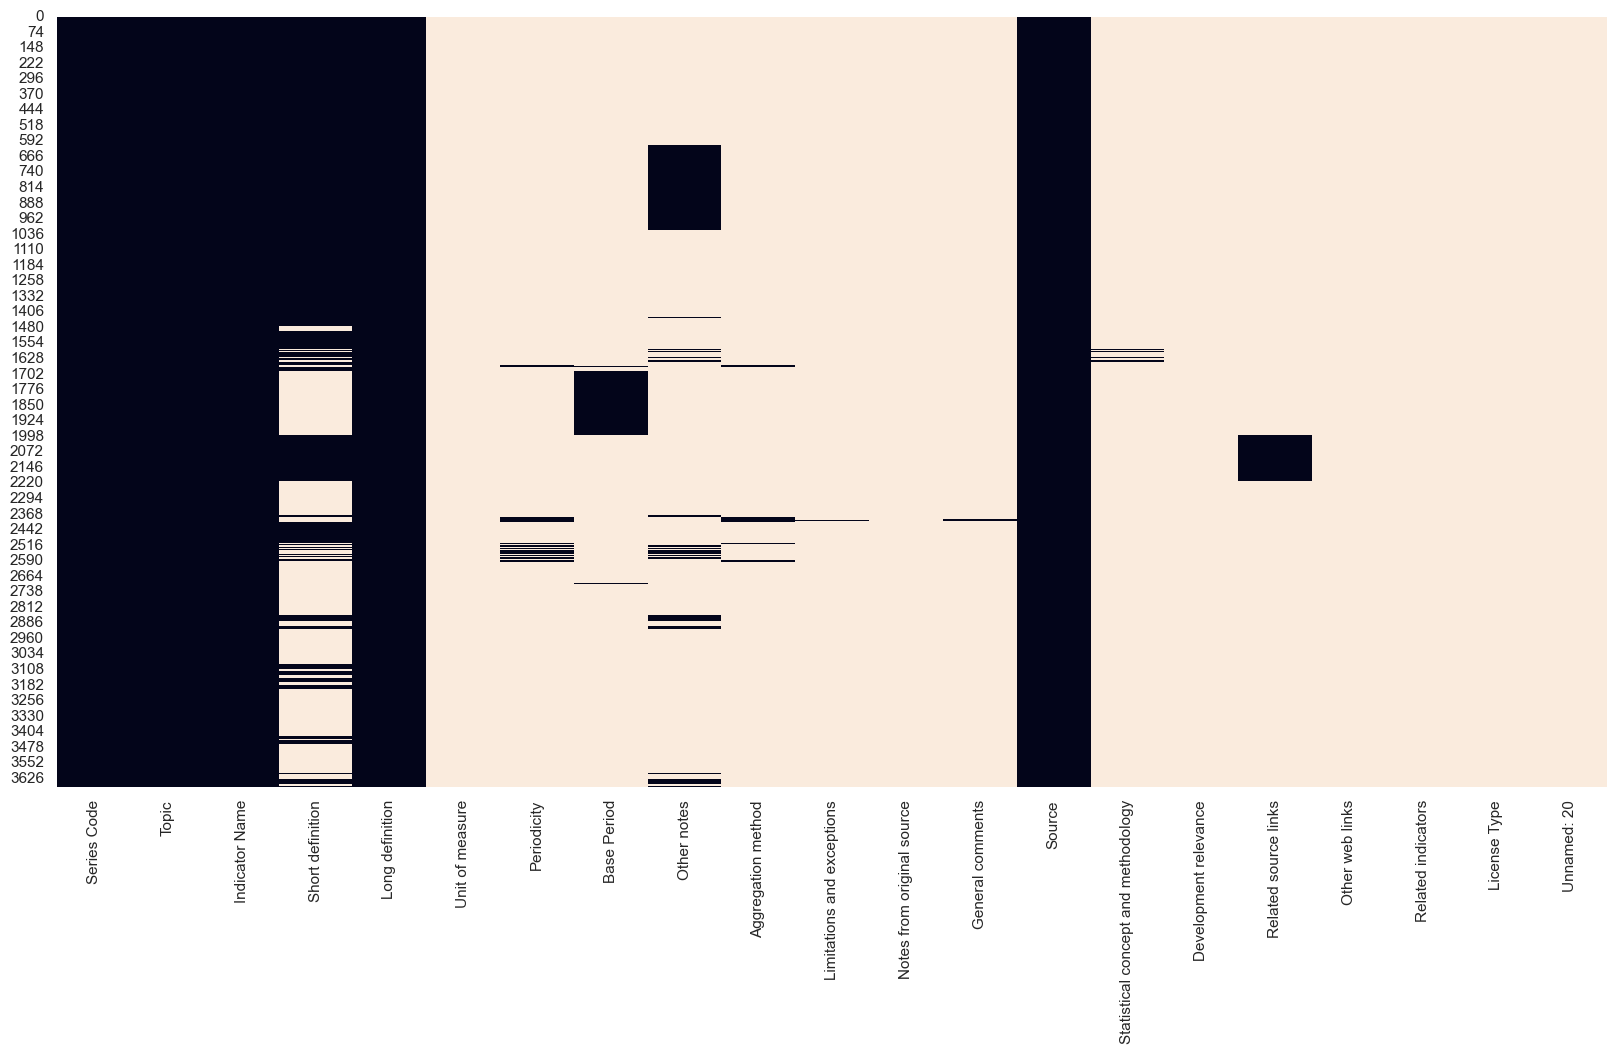 0
74
148
222
296
370
444
518
592
666
740
814
888
962
1036
1110
1184
1258
1332
1406
1480
1554
1628
1702
1776
1850
1924
1998
2072
2146
2220
2294
2368
2442
2516
2590
2664
2738
2812
2886
2960
3034
3108
3182
3256
3330
3404
3478
3552
3626
Series Code
Topic
Indicator Name
Short definition
Long definition
Unit of measure
Periodicity
Base Period
Other notes
Aggregation method
Limitations and exceptions
Notes from original source
General comments
Source
Statistical concept and methodology
Development relevance
Related source links
Other web links
Related indicators
License Type
Unnamed: 20